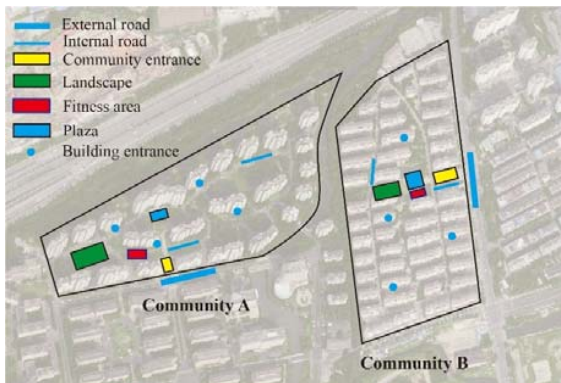 External road
Internal road
Community entrance
Landscape
Fitness area
Plaza
Building entrance
Community A
Community B